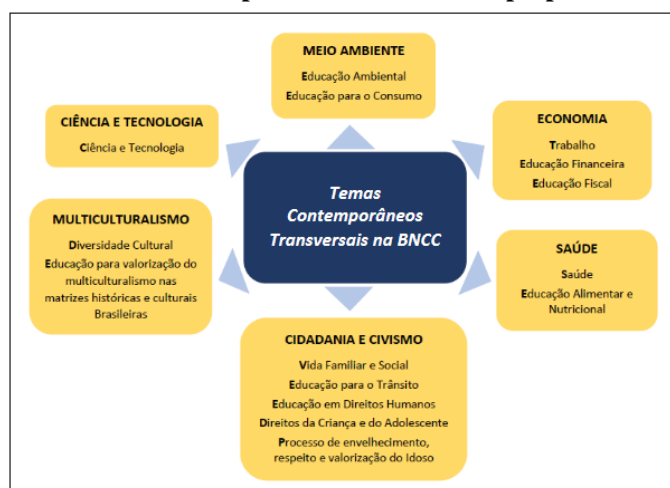 MEIO AMBIENTE
Educação Ambiental
Educação para o Consumo
CIÊNCIA E TECNOLOGIA
Ciência e Tecnologia
ECONOMIA
Trabalho
Educação Financeira
Educação Fiscal
Temas
Contemporâneos
Transversais na BNCC
MULTICULTURALISMO
Diversidade Cultural
Educação para valorização do
multiculturalismo nas
matrizes históricas e culturais
Brasileiras
SAÚDE
Saúde
Educação Alimentar e
Nutricional
CIDADANIA E CIVISMO
Vida Familiar e Social
Educação para o Trânsito
Educação em Direitos Humanos
Direitos da Criança e do Adolescente
Processo de envelhecimento,
respeito e valorização do Idoso